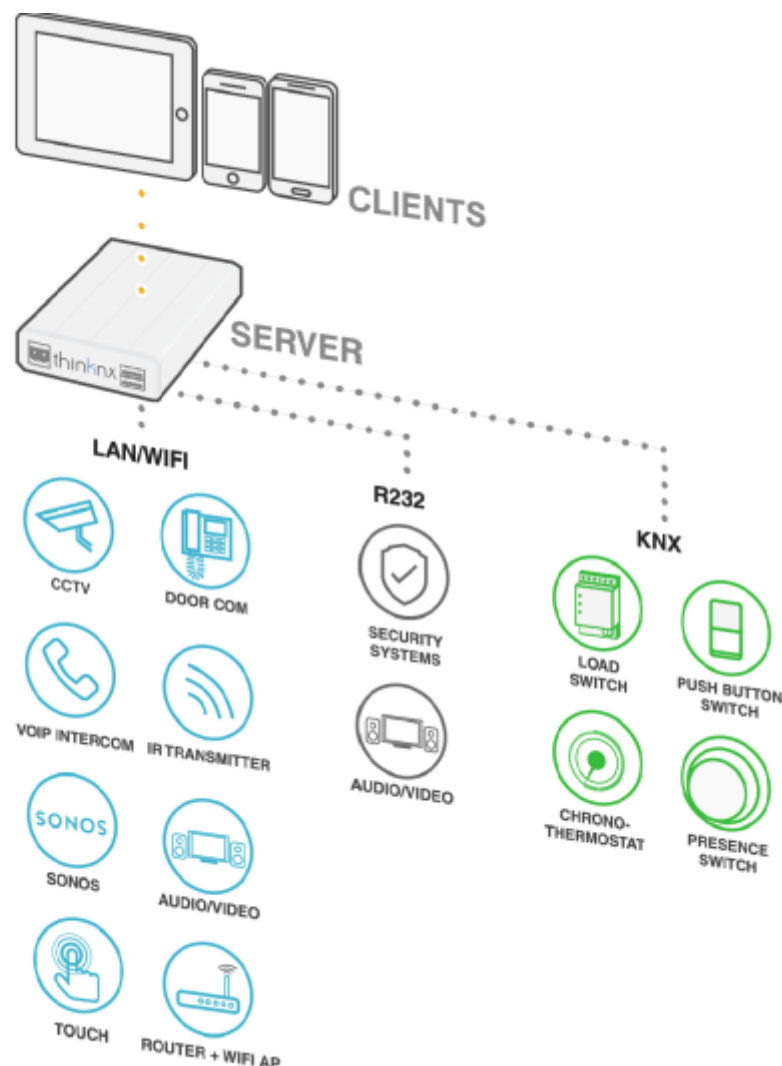 CLIENTS
SERVER
thinknx
LAN/WIFI
R232
KNX
CCTV
DOOR COM
SECURITY
SYSTEMS
LOAD
SWITCH
PUSH BUTTON
SWITCH
VOIP INTERCOM
IR TRANSMITTER
AUDIO/VIDEO
CHRONO-
THERMOSTAT
PRESENCE
SWITCH
SONOS
SONOS
AUDIO/VIDEO
TOUCH
ROUTER + WIFI AP